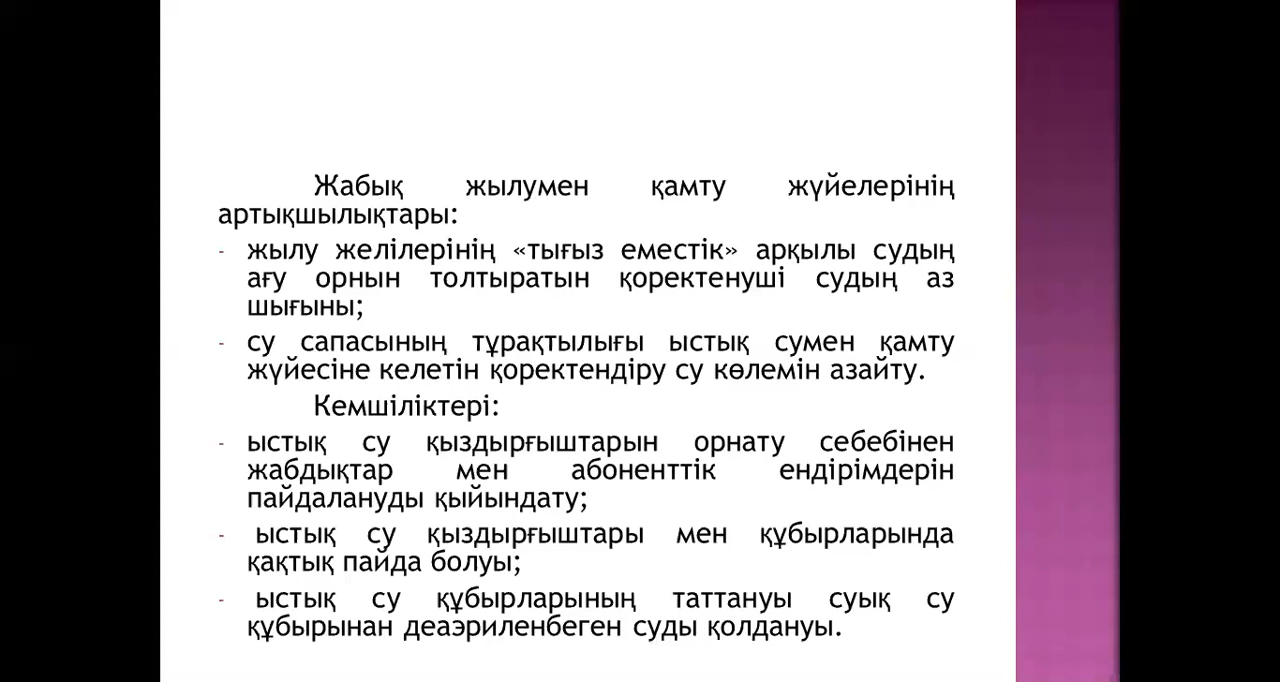 Жабық жылумен қамту жүйелерінің
артықшылықтары:
- жылу желілерінің «тығыз еместік» арқылы судың
ағу орнын толтыратын қоректенуші судың аз
шығыны;
- су сапасының тұрақтылығы ыстық сумен қамту
жүйесіне келетін қоректендіру су көлемін азайту.
Кемшіліктері:
- ыстық су қыздырғыштарын орнату себебінен
жабдықтар мен абоненттік ендірімдерін
пайдалануды қыйындату;
- ыстық су қыздырғыштары мен құбырларында
қақтық пайда болуы;
- ыстық су құбырларының таттануы суық су
құбырынан деаэриленбеген суды қолдануы.